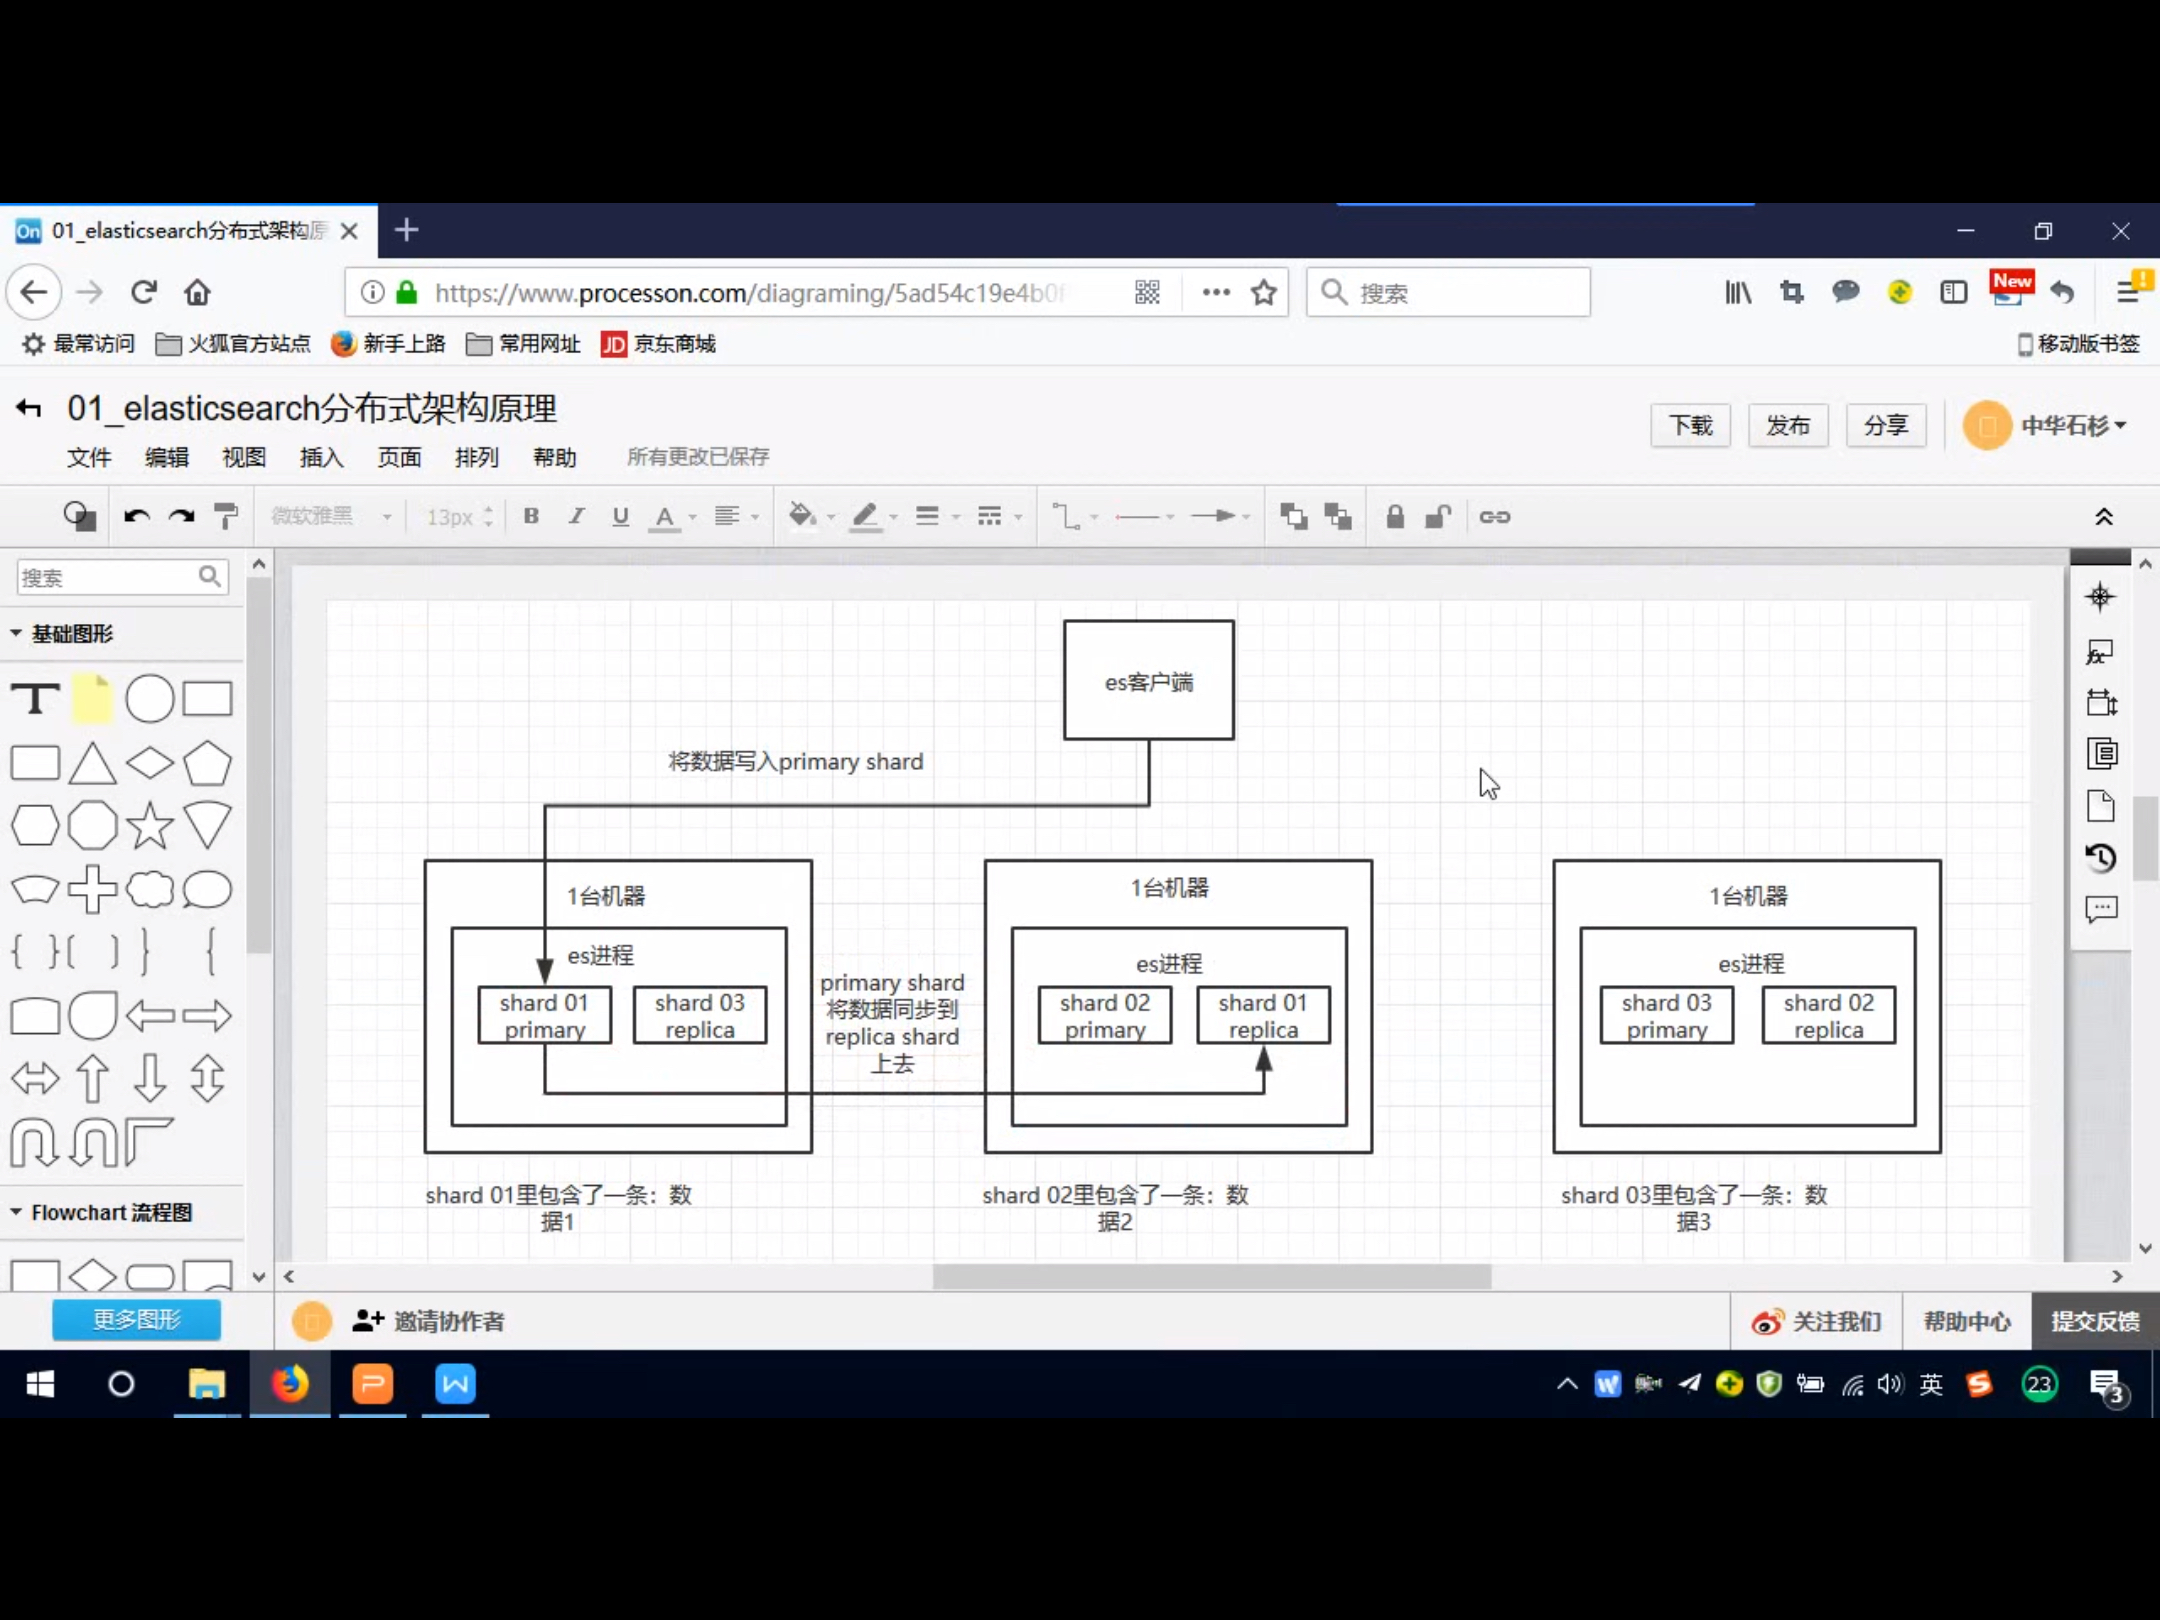 01_elasticsearch分布式架构原
https://www.processon.com/diagraming/5ad54c19e4b0f
搜索
New
最常访问
火狐官方站点
新手上路
常用网址
JD 京东商城
移动版书签
01_elasticsearch分布式架构原理
下载
发布
分享
中华石杉
文件
编辑
视图
插入
页面
排列
帮助
所有更改已保存
微软雅黑
13px
搜索
基础图形
Flowchart 流程图
更多图形
es客户端
将数据写入primary shard
1台机器
es进程
shard 01
primary
shard 03
replica
primary shard
将数据同步到
replica shard
上去
1台机器
es进程
shard 02
primary
shard 01
replica
1台机器
es进程
shard 03
primary
shard 02
replica
shard 01里包含了一条：数
据1
shard 02里包含了一条：数
据2
shard 03里包含了一条：数
据3
邀请协作者
关注我们
帮助中心
提交反馈
英
23
3